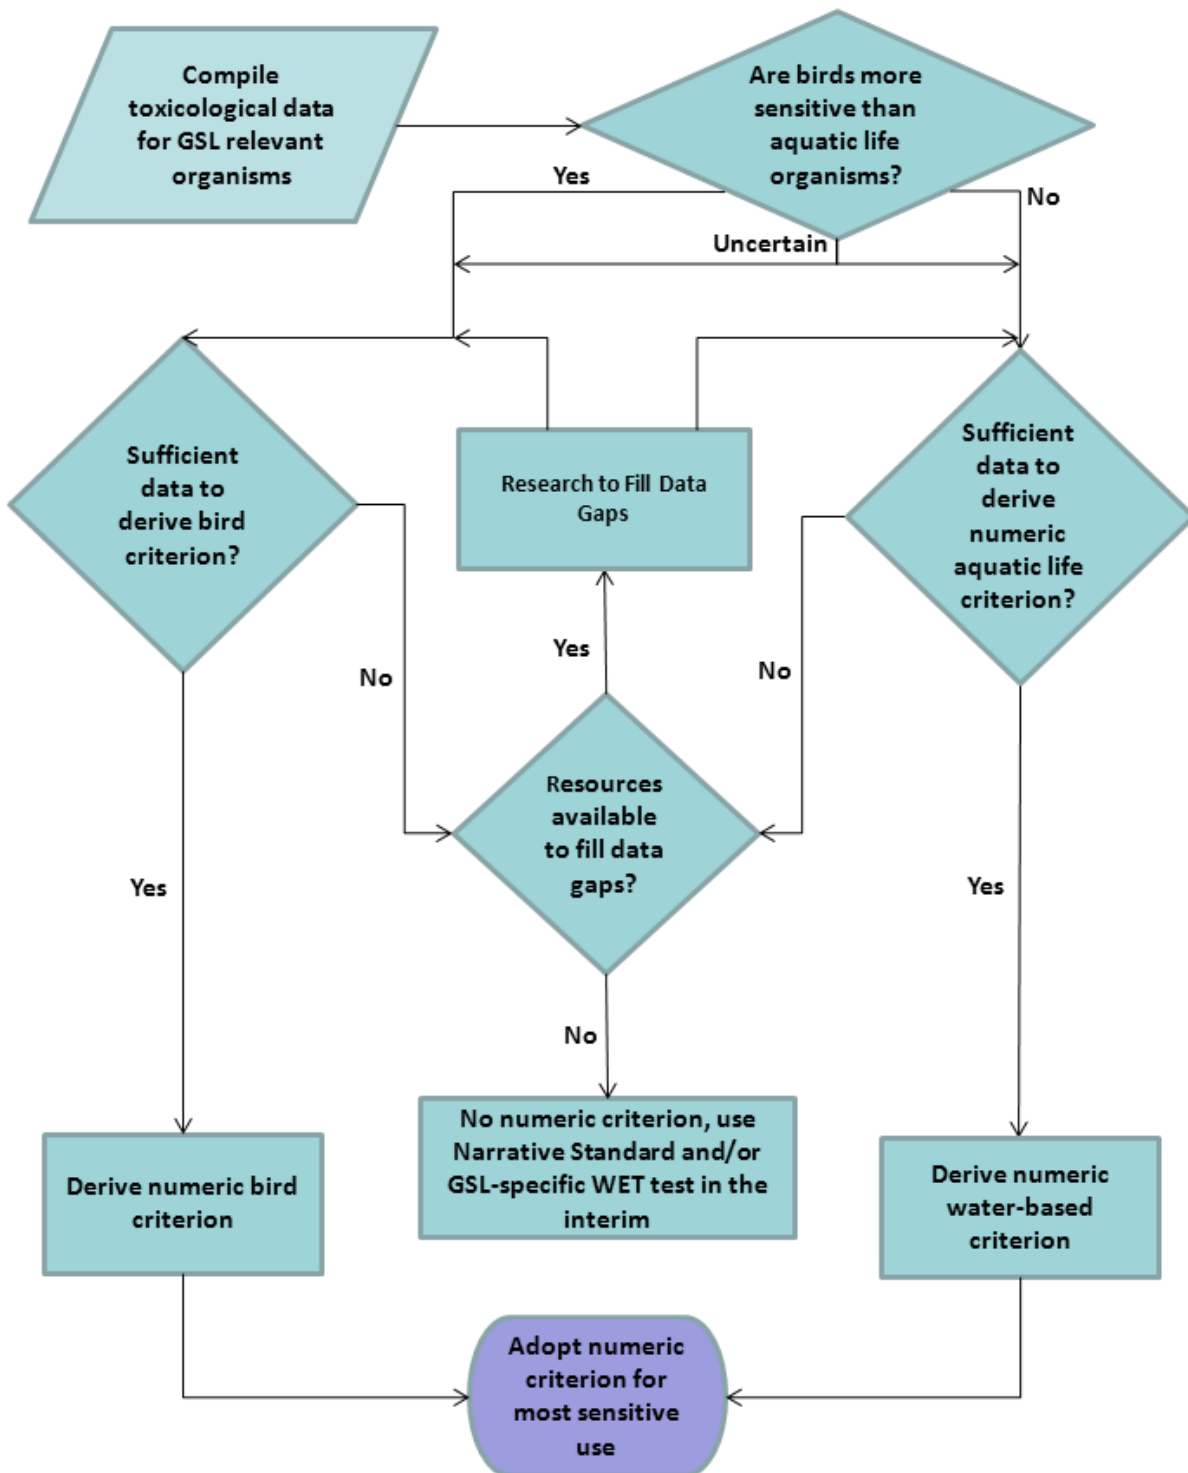 Compile
toxicological data
for GSL relevant
organisms
Are birds more
sensitive than
aquatic life
organisms?
Yes
No
Uncertain
Sufficient
data to
derive bird
criterion?
Research to Fill Data
Gaps
Sufficient
data to
derive
numeric
aquatic life
criterion?
No
Yes
No
Resources
available
to fill data
gaps?
Yes
Yes
No
Derive numeric bird
criterion
No numeric criterion, use
Narrative Standard and/or
GSL-specific WET test in the
interim
Derive numeric
water-based
criterion
Adopt numeric
criterion for
most sensitive
use